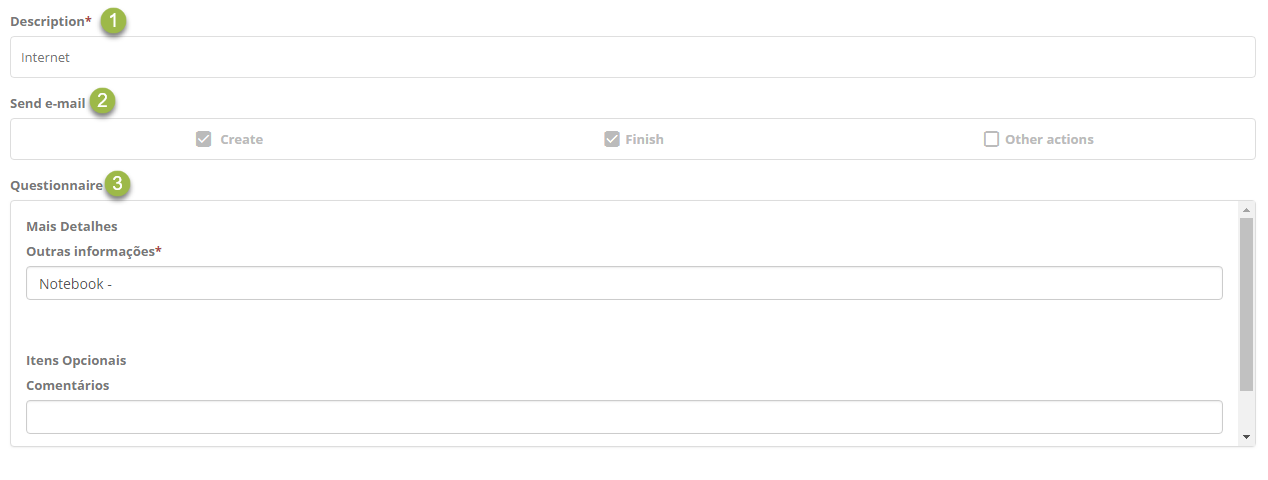 Description* 1
Internet
Send e-mail 2
Create Finish Other actions
Questionnaire 3
Mais Detalhes
Outras informações*
Notebook -
Itens Opcionais
Comentários